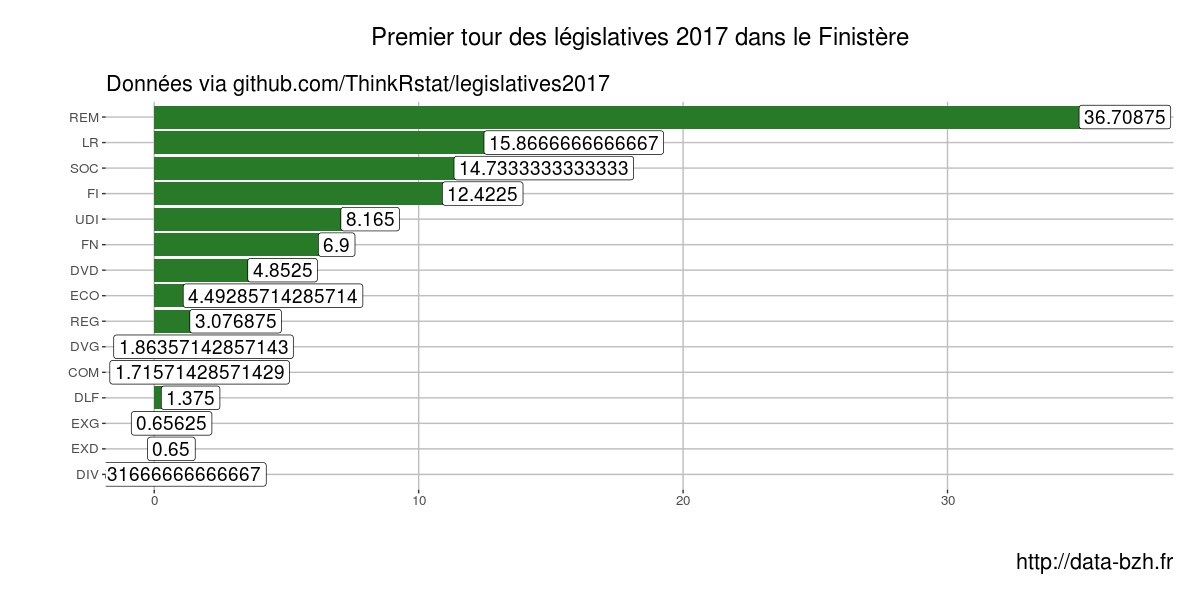 Premier tour des législatives 2017 dans le Finistère
Données via github.com/ThinkRstat/legislatives2017
REM 36.70875
LR 15.8666666666667
SOC 14.7333333333333
FI 12.4225
UDI 8.165
FN 6.9
DVD 4.8525
ECO 4.49285714285714
REG 3.076875
DVG 1.86357142857143
COM 1.71571428571429
DLF 1.375
EXG 0.65625
EXD 0.65
DIV 31666666666667
0 10 20 30
http://data-bzh.fr